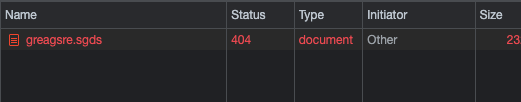 Name Status Type Initiator Size
greagsre.sgds 404 document Other 23